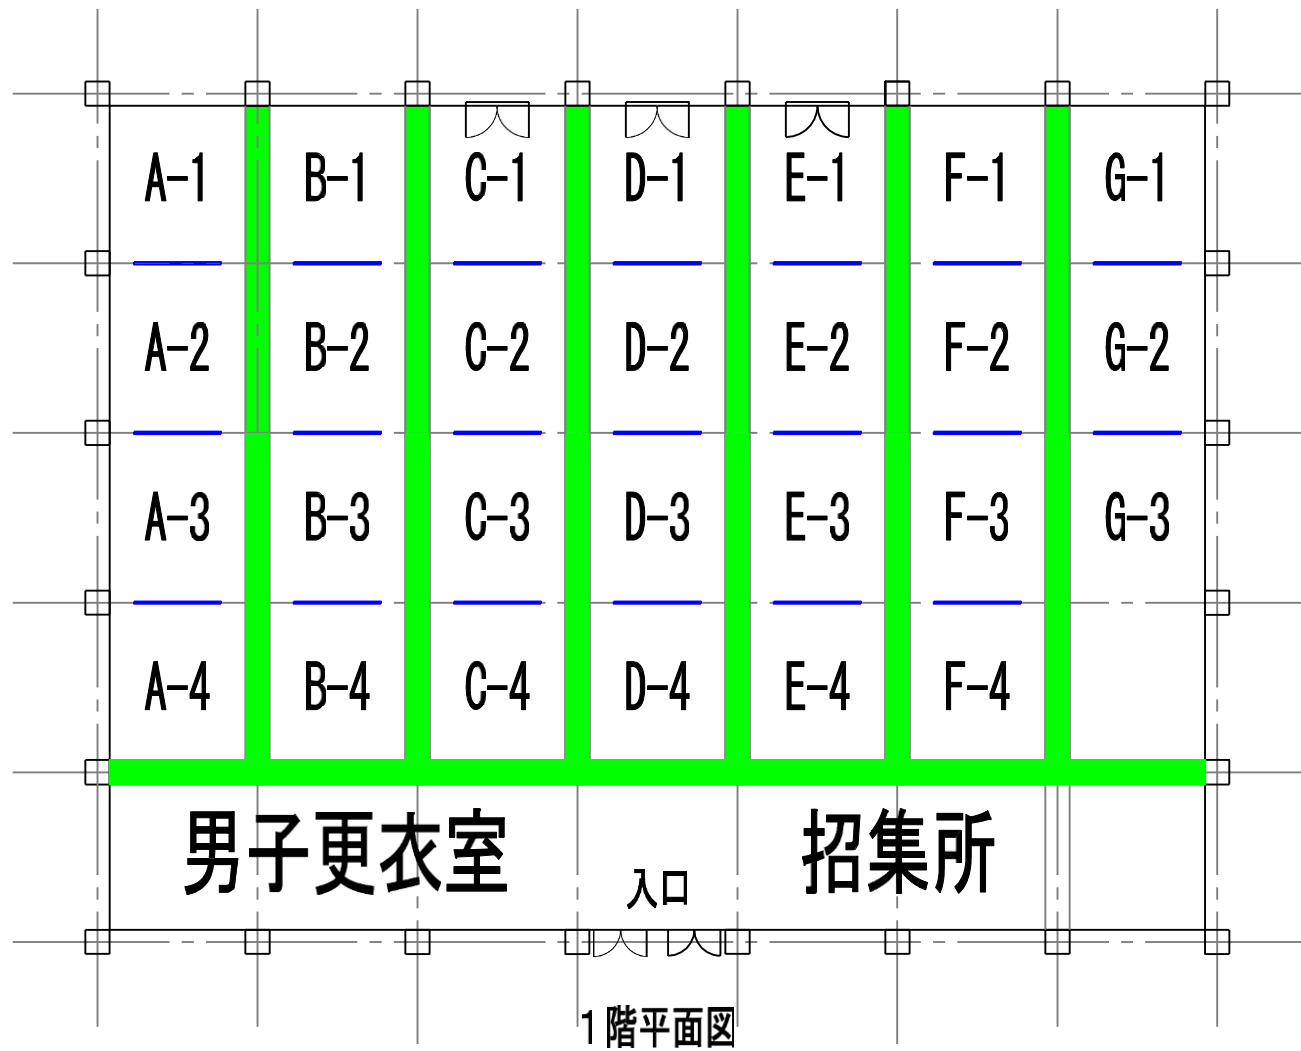 A-1 B-1 C-1 D-1 E-1 F-1 G-1
A-2 B-2 C-2 D-2 E-2 F-2 G-2
A-3 B-3 C-3 D-3 E-3 F-3 G-3
A-4 B-4 C-4 D-4 E-4 F-4
男子更衣室 入口 招集所
1階平面図